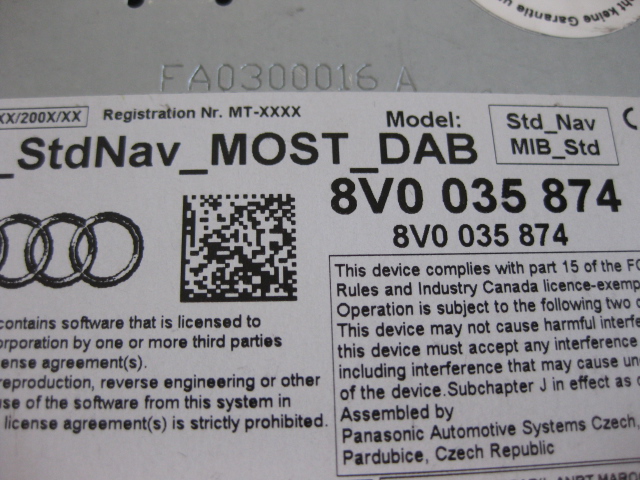 t keine Garantie u
FA0300016 A
XX/200X/XX Registration Nr. MT-XXXX
Model: Std_Nav
MIB_Std
_StdNav_MOST_DAB
8V0 035 874
8V0 035 874
contains software that is licensed to
orporation by one or more third parties
ense agreement(s).
reproduction, reverse engineering or other
use of the software from this system in
license agreement(s) is strictly prohibited.
This device complies with part 15 of the FC
Rules and Industry Canada licence-exemp
Operation is subject to the following two c
This device may not cause harmful interfe
this device must accept any interference
including interference that may cause un
of the device.Subchapter J in effect as o
Assembled by
Panasonic Automotive Systems Czech,
Pardubice, Czech Republic